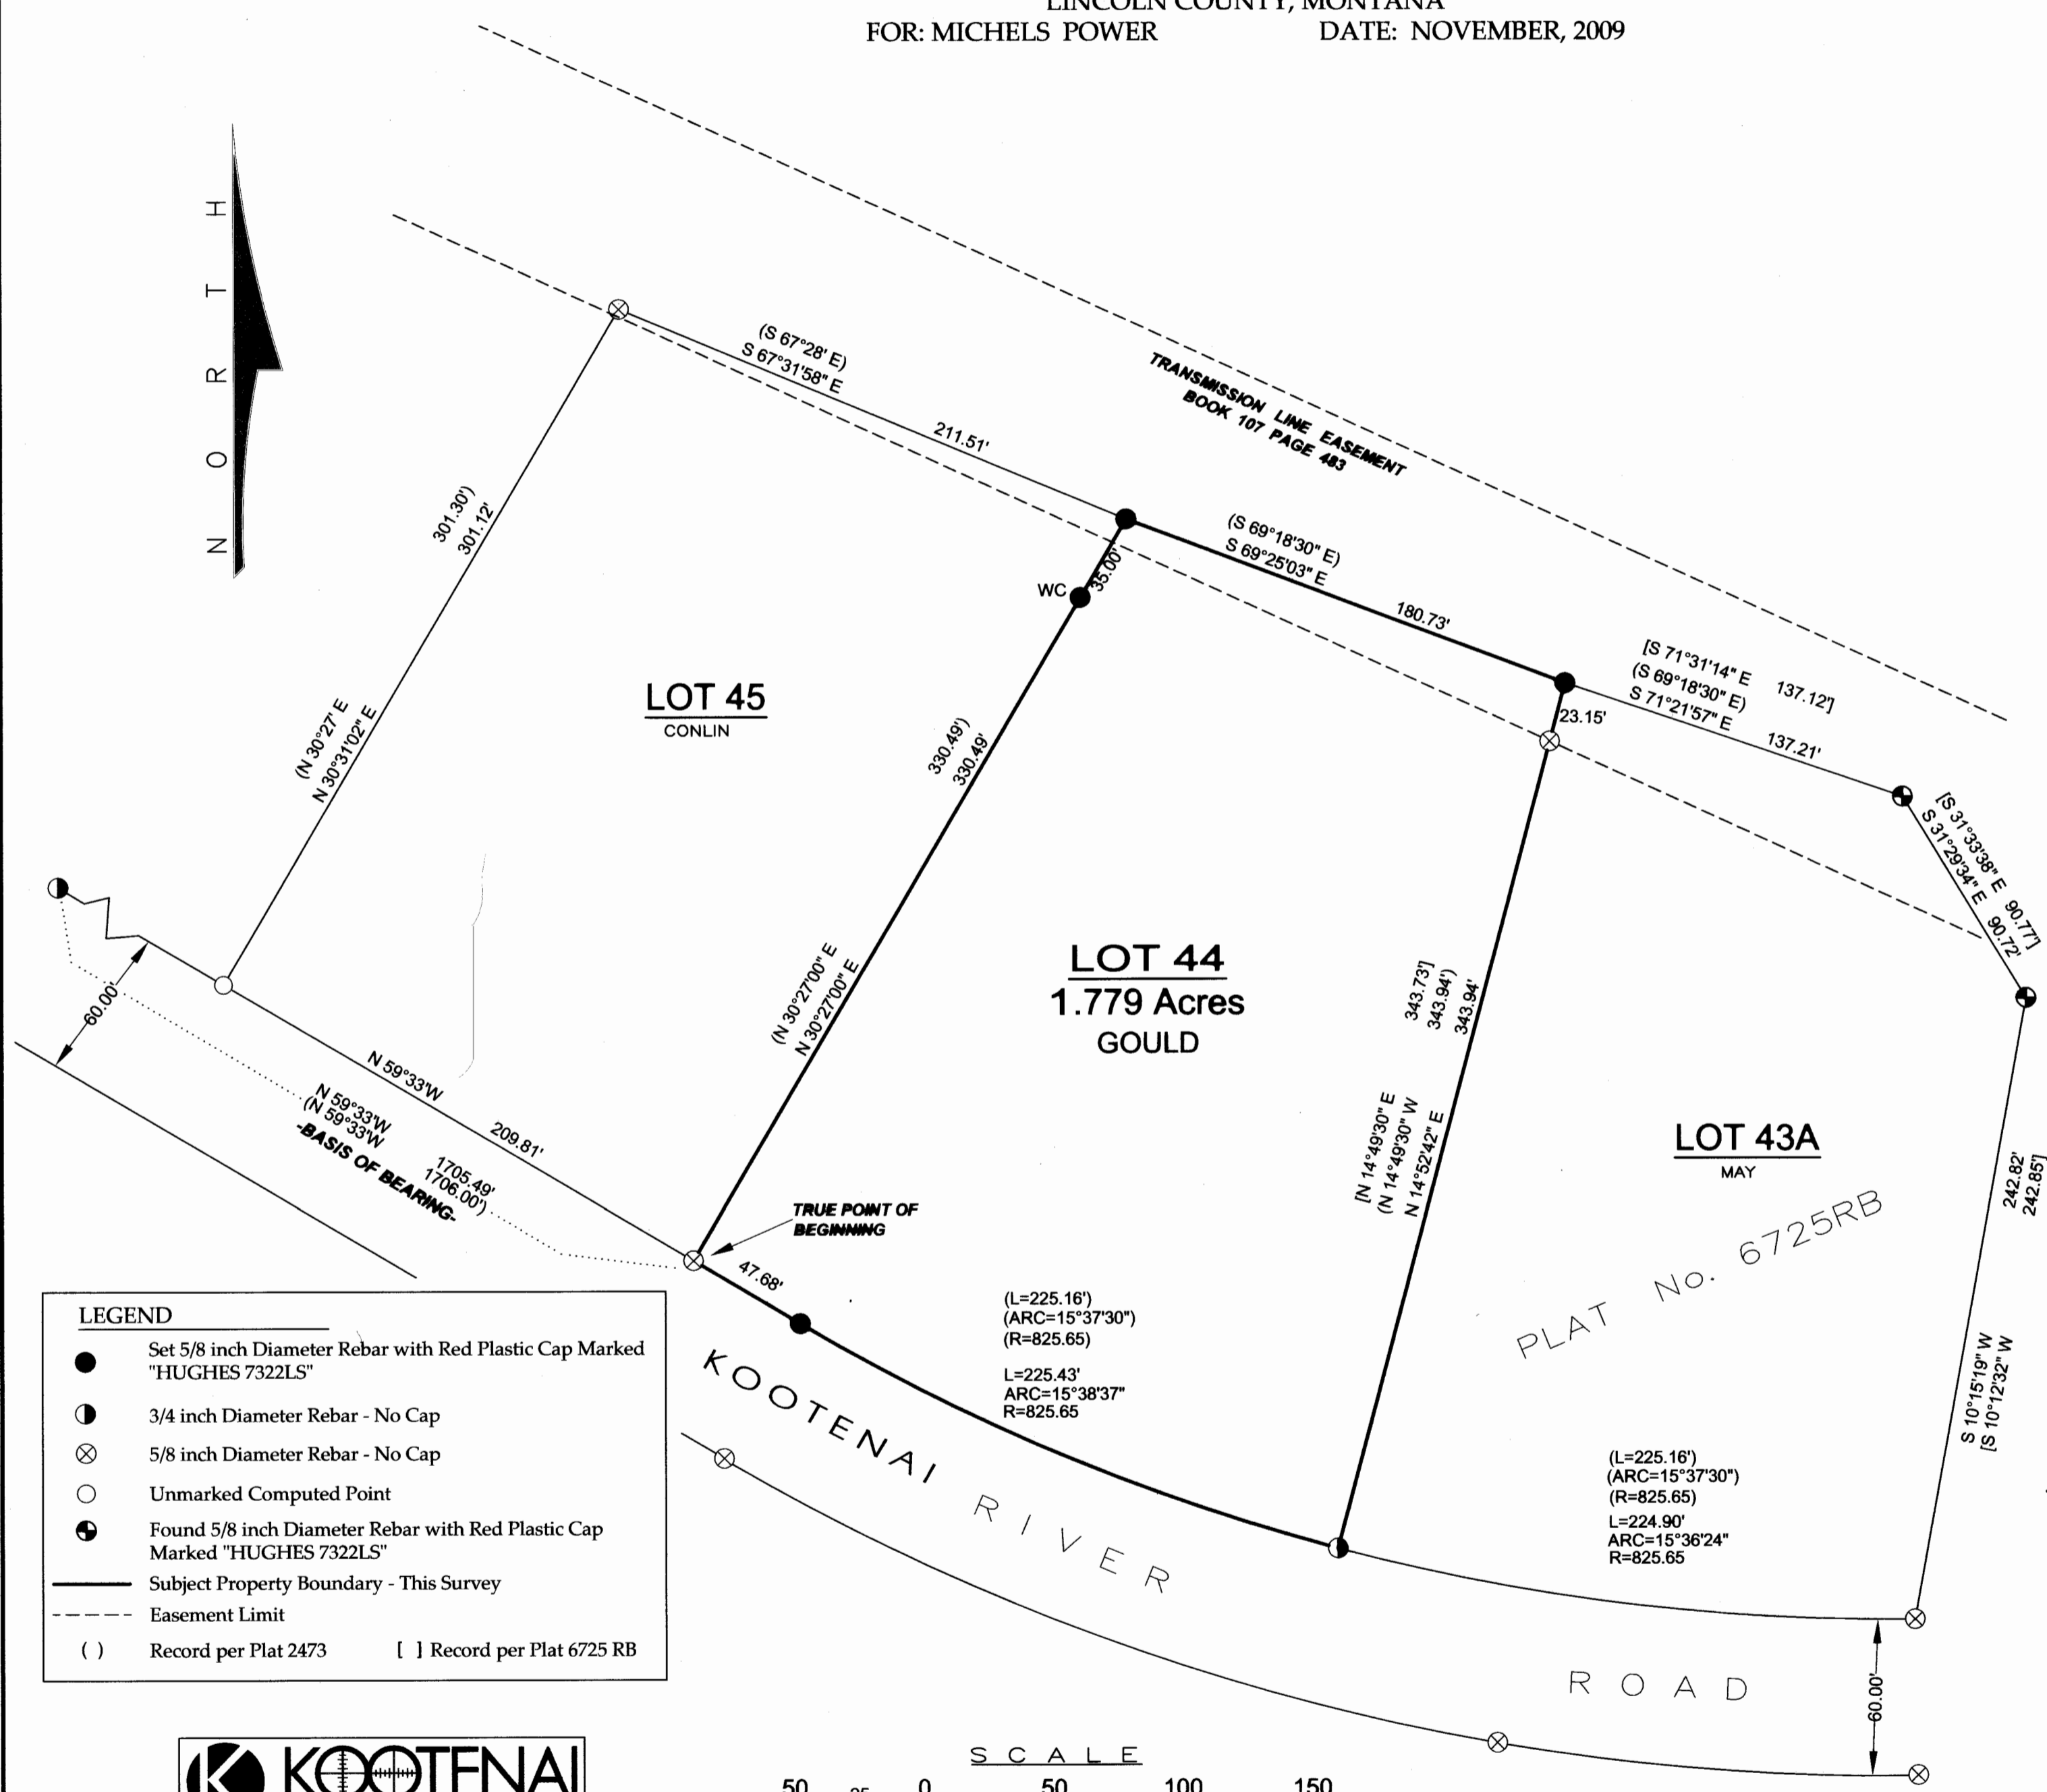 LINCOLN COUNTY, MONTANA
FOR: MICHELS POWER DATE: NOVEMBER, 2009
NORTH
(S 67°28' E)
S 67°31'58" E
211.51'
TRANSMISSION LINE EASEMENT
BOOK 107 PAGE 483
301.30')
301.12'
(N 30°27' E
N 30°31'02" E
(S 69°18'30" E)
S 69°25'03" E
180.73'
WC
35.00'
[S 71°31'14" E 137.12']
(S 69°18'30" E)
S 71°21'57" E 137.21'
23.15'
LOT 45
CONLIN
330.49')
330.49'
(N 30°27'00" E
N 30°27'00" E
[S 31°33'38" E 90.77']
S 31°29'34" E 90.72'
LOT 44
1.779 Acres
GOULD
343.73']
343.94')
343.94'
[N 14°49'30" E
(N 14°49'30" W
N 14°52'42" E
60.00'
N 59°33'W 209.81'
N 59°33'W 1705.49'
(N 59°33'W 1706.00')
-BASIS OF BEARING-
LOT 43A
MAY
242.82'
242.85']
S 10°15'19" W
[S 10°12'32" W
PLAT No. 6725RB
TRUE POINT OF
BEGINNING
47.68'
(L=225.16')
(ARC=15°37'30")
(R=825.65)
L=225.43'
ARC=15°38'37"
R=825.65
KOOTENAI RIVER ROAD
(L=225.16')
(ARC=15°37'30")
(R=825.65)
L=224.90'
ARC=15°36'24"
R=825.65
60.00'
LEGEND
Set 5/8 inch Diameter Rebar with Red Plastic Cap Marked
"HUGHES 7322LS"
3/4 inch Diameter Rebar - No Cap
5/8 inch Diameter Rebar - No Cap
Unmarked Computed Point
Found 5/8 inch Diameter Rebar with Red Plastic Cap
Marked "HUGHES 7322LS"
Subject Property Boundary - This Survey
Easement Limit
( ) Record per Plat 2473 [ ] Record per Plat 6725 RB
K KOOTENAI
SCALE
50 25 0 50 100 150